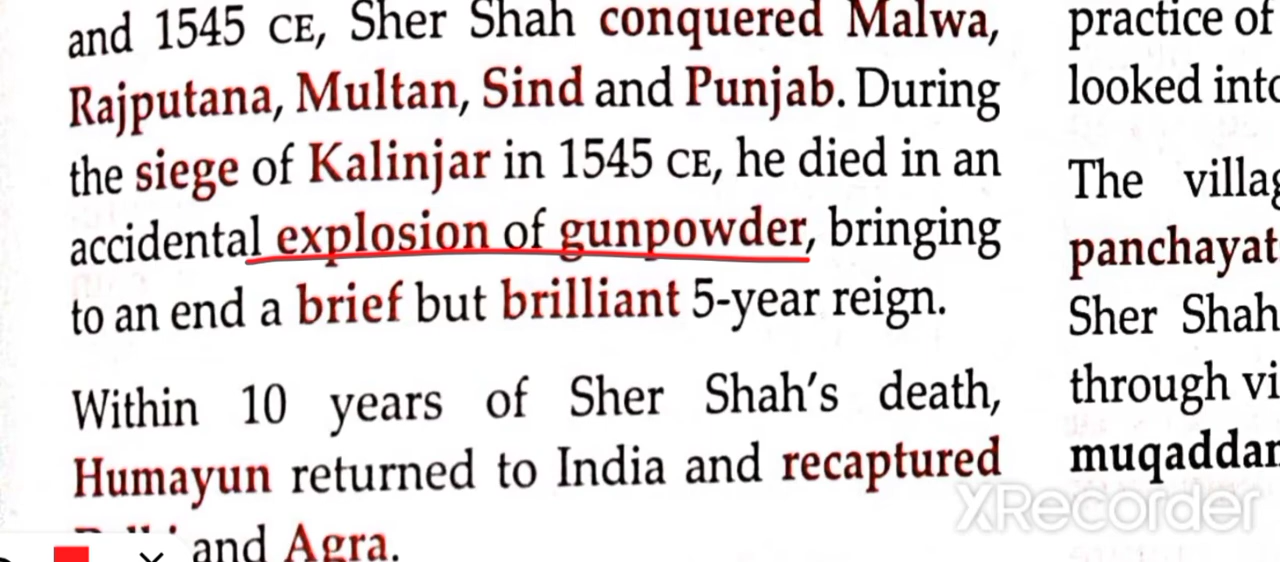 and 1545 CE, Sher Shah conquered Malwa,
Rajputana, Multan, Sind and Punjab. During
the siege of Kalinjar in 1545 CE, he died in an
accidental explosion of gunpowder, bringing
to an end a brief but brilliant 5-year reign.
Within 10 years of Sher Shah's death,
Humayun returned to India and recaptured
and Agra.
practice of
looked
The
panchayat
Sher Shah
through
XRecorder